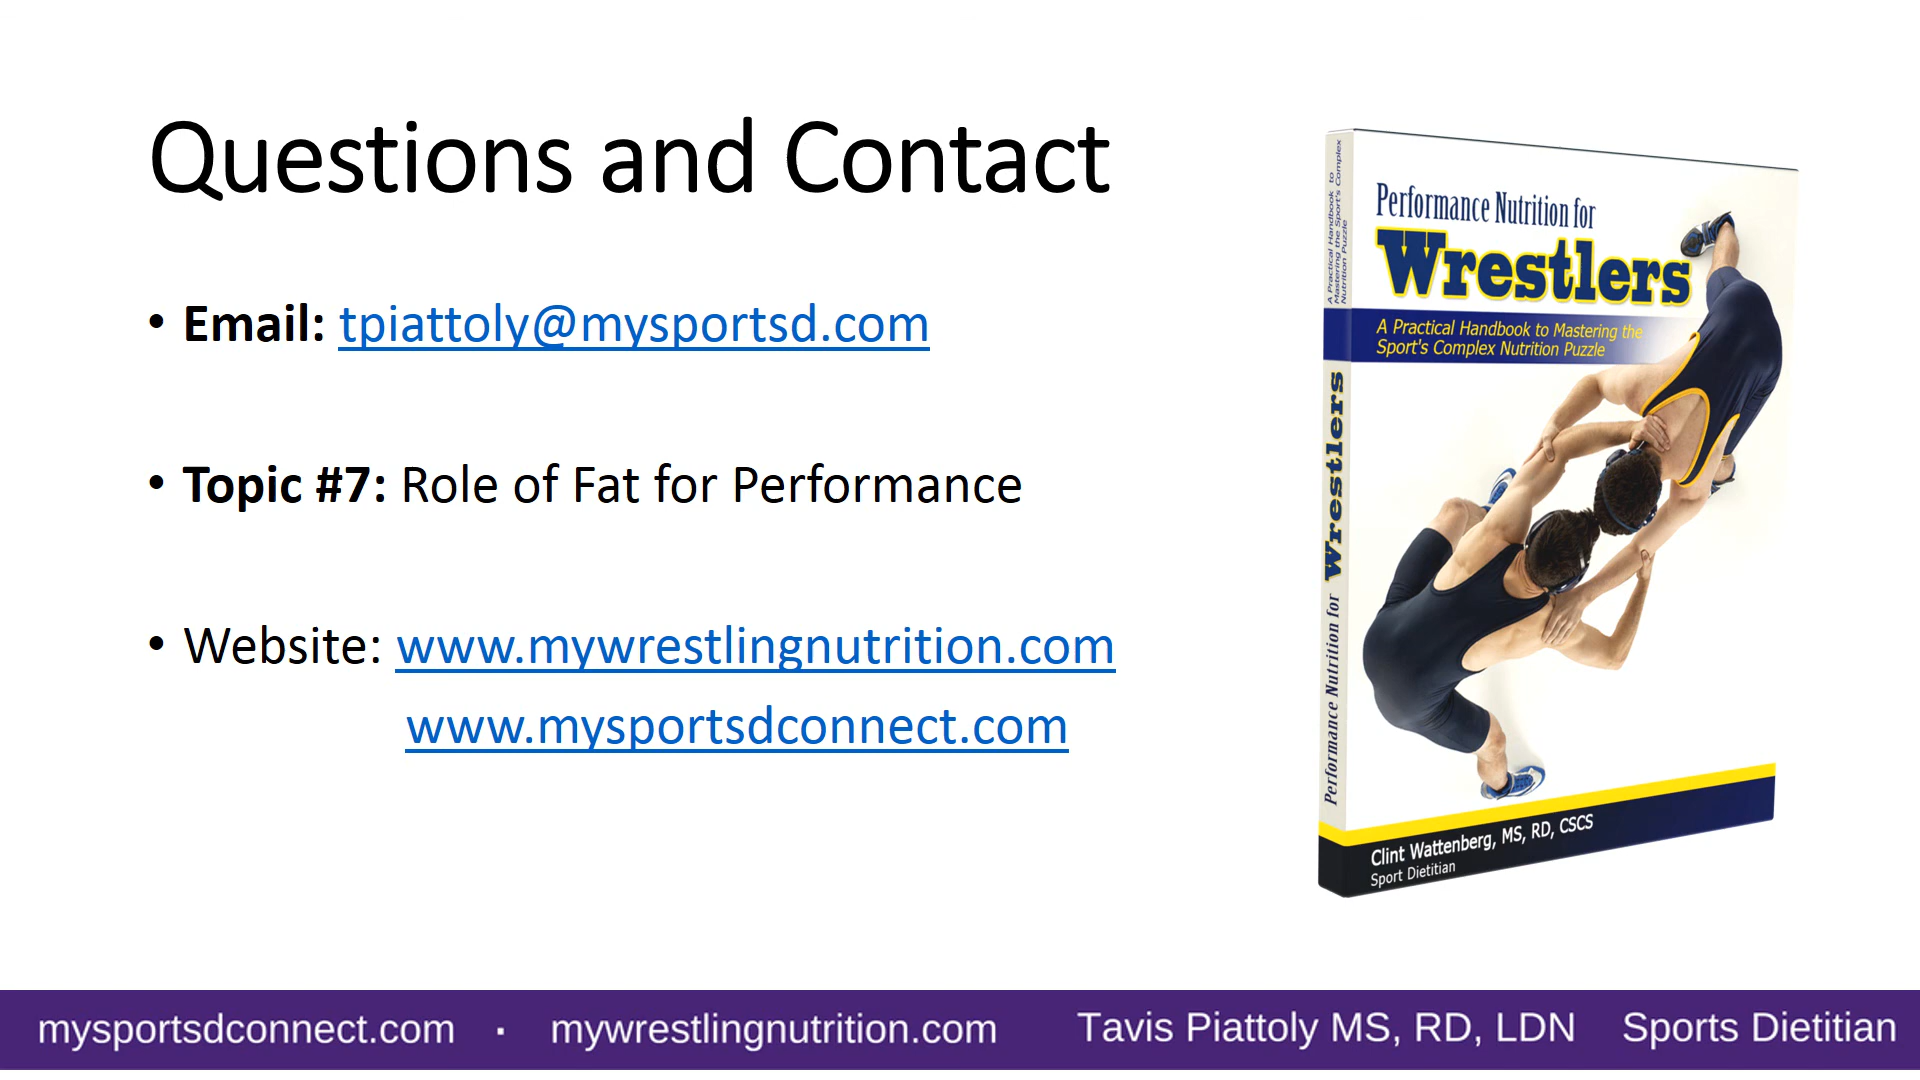 Questions and Contact
• Email: tpiattoly@mysportsd.com
• Topic #7: Role of Fat for Performance
• Website: www.mywrestlingnutrition.com
www.mysportsdconnect.com
A Practical Handbook to
Mastering the Sport's Complex
Nutrition Puzzle
Wrestlers
Performance Nutrition for
Performance Nutrition for
Wrestlers
A Practical Handbook to Mastering the
Sport's Complex Nutrition Puzzle
Clint Wattenberg, MS, RD, CSCS
Sport Dietitian
mysportsdconnect.com · mywrestlingnutrition.com Tavis Piattoly MS, RD, LDN Sports Dietitian